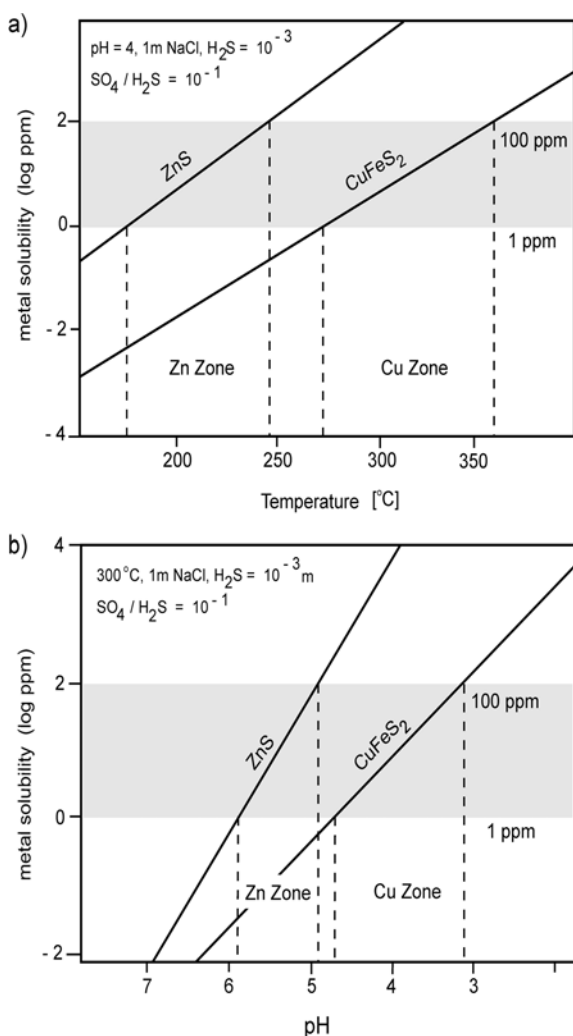 a)
pH = 4, 1m NaCl, H₂S = 10⁻³
SO₄ / H₂S = 10⁻¹
metal solubility (log ppm)
2
0
- 2
- 4
ZnS
CuFeS₂
100 ppm
1 ppm
Zn Zone
Cu Zone
200
250
300
350
Temperature [°C]
b)
300°C, 1m NaCl, H₂S = 10⁻³ m
SO₄ / H₂S = 10⁻¹
metal solubility (log ppm)
4
2
0
- 2
ZnS
CuFeS₂
100 ppm
1 ppm
Zn Zone
Cu Zone
7
6
5
4
3
pH